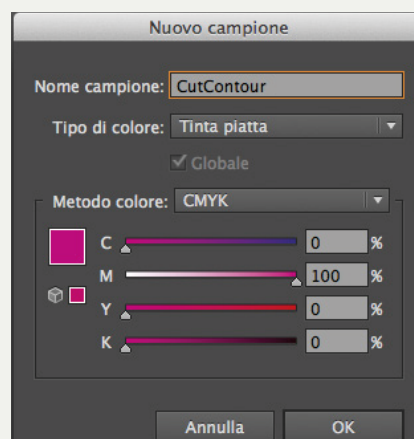 Nuovo campione
Nome campione: CutContour
Tipo di colore: Tinta piatta
Globale
Metodo colore: CMYK
C 0 %
M 100 %
Y 0 %
K 0 %
Annulla OK